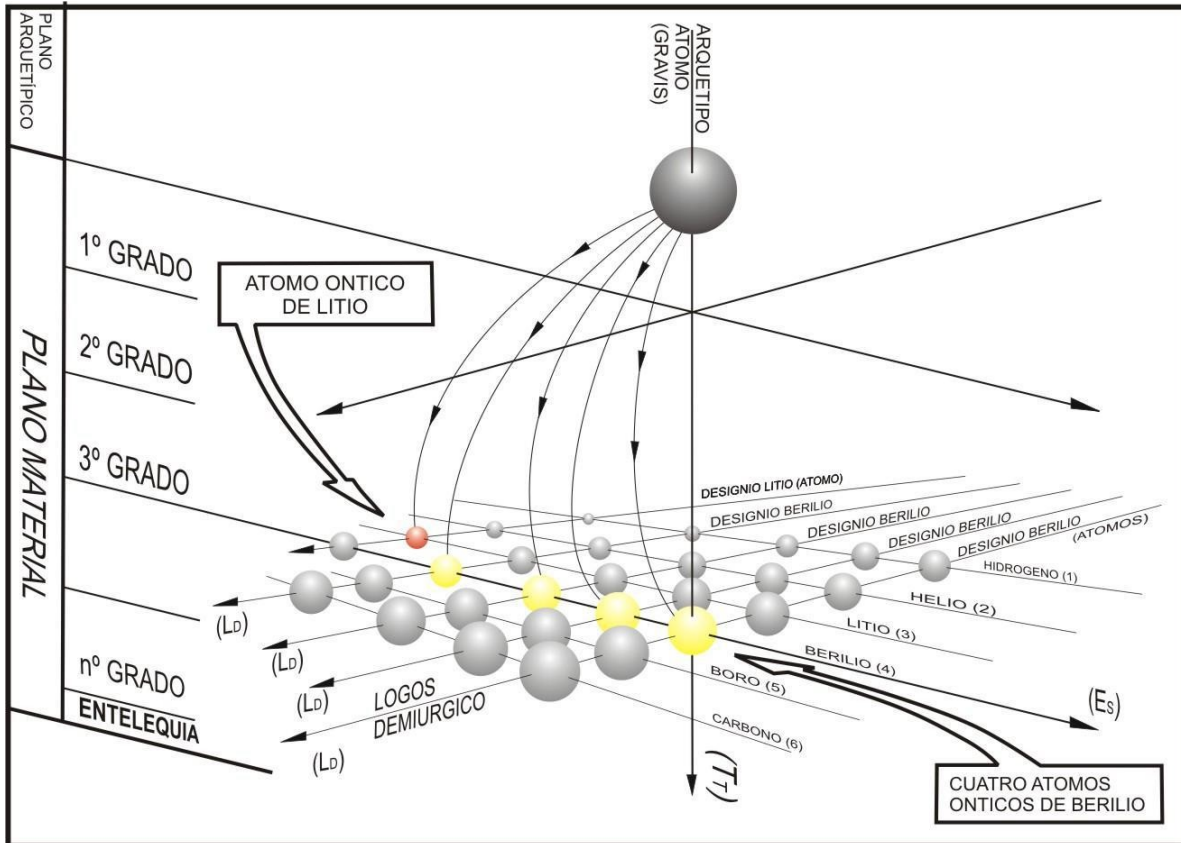 PLANO
ARQUETÍPICO
ARQUETIPO
ATOMO
(GRAVIS)
1º GRADO
ATOMO ONTICO
DE LITIO
2º GRADO
PLANO MATERIAL
3º GRADO
DESIGNIO LITIO (ATOMO)
DESIGNIO BERILIO
DESIGNIO BERILIO
DESIGNIO BERILIO
DESIGNIO BERILIO
(ATOMOS)
HIDROGENO (1)
HELIO (2)
LITIO (3)
BERILIO (4)
BORO (5)
CARBONO (6)
(LD)
(LD)
(LD)
(LD)
nº GRADO
ENTELEQUIA
LOGOS
DEMIURGICO
(ES)
(TT)
CUATRO ATOMOS
ONTICOS DE BERILIO